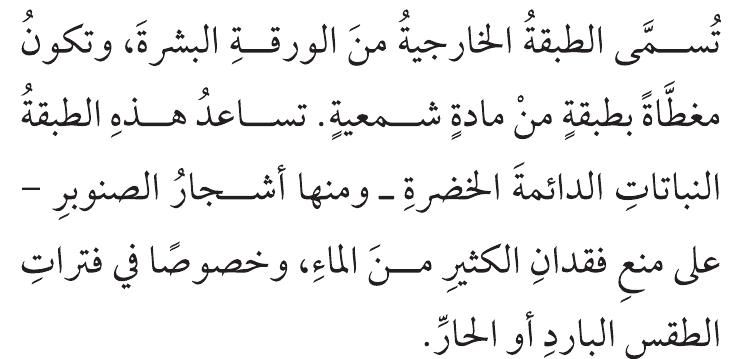 تُسمَّى الطبقةُ الخارجيةُ منَ الورقةِ البشرةَ، وتكونُ
مغطَّاةً بطبقةٍ منْ مادةٍ شمعيةٍ. تساعدُ هذهِ الطبقةُ
النباتاتِ الدائمةَ الخضرةِ - ومنها أشجارُ الصنوبرِ -
على منعِ فقدانِ الكثيرِ منَ الماءِ، وخصوصًا في فتراتِ
الطقسِ الباردِ أو الحارِّ.